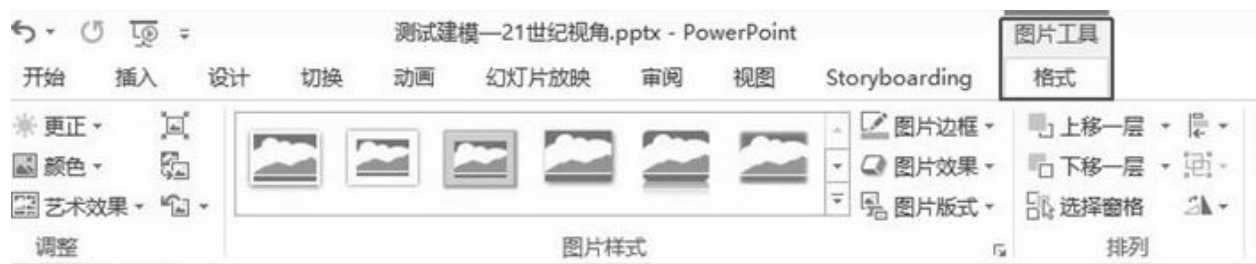 测试建模—21世纪视角.pptx - PowerPoint
图片工具
开始 插入 设计 切换 动画 幻灯片放映 审阅 视图 Storyboarding 格式
更正 图片边框 上移一层
颜色 图片效果 下移一层
艺术效果 图片版式 选择窗格
调整 图片样式 排列